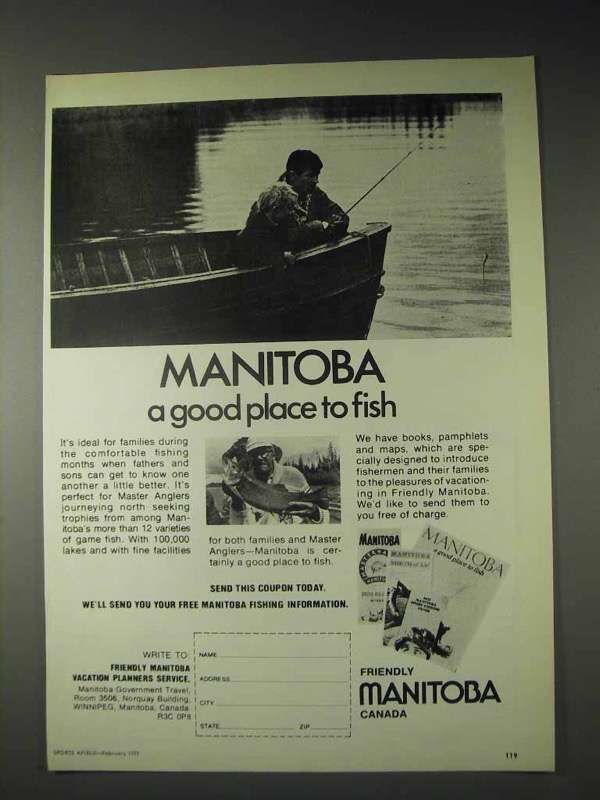 MANITOBA
a good place to fish
It's ideal for families during
the comfortable fishing
months when fathers and
sons can get to know one
another a little better. It's
perfect for Master Anglers
journeying north seeking
trophies from among Man-
itoba's more than 12 varieties
of game fish. With 100,000
lakes and with fine facilities
for both families and Master
Anglers—Manitoba is cer-
tainly a good place to fish.
We have books, pamphlets
and maps, which are spe-
cially designed to introduce
fishermen and their families
to the pleasures of vacation-
ing in Friendly Manitoba.
We'd like to send them to
you free of charge.
MANITOBA
MANITOBA
MANITOBA
a good place to fish
SEND THIS COUPON TODAY.
WE'LL SEND YOU YOUR FREE MANITOBA FISHING INFORMATION.
WRITE TO:
FRIENDLY MANITOBA
VACATION PLANNERS SERVICE,
Manitoba Government Travel,
Room 3506, Norquay Building,
WINNIPEG, Manitoba, Canada
R3C 0P8
NAME
ADDRESS
CITY
STATE ZIP
FRIENDLY
MANITOBA
CANADA
SPORTS AFIELD—February 1973
119